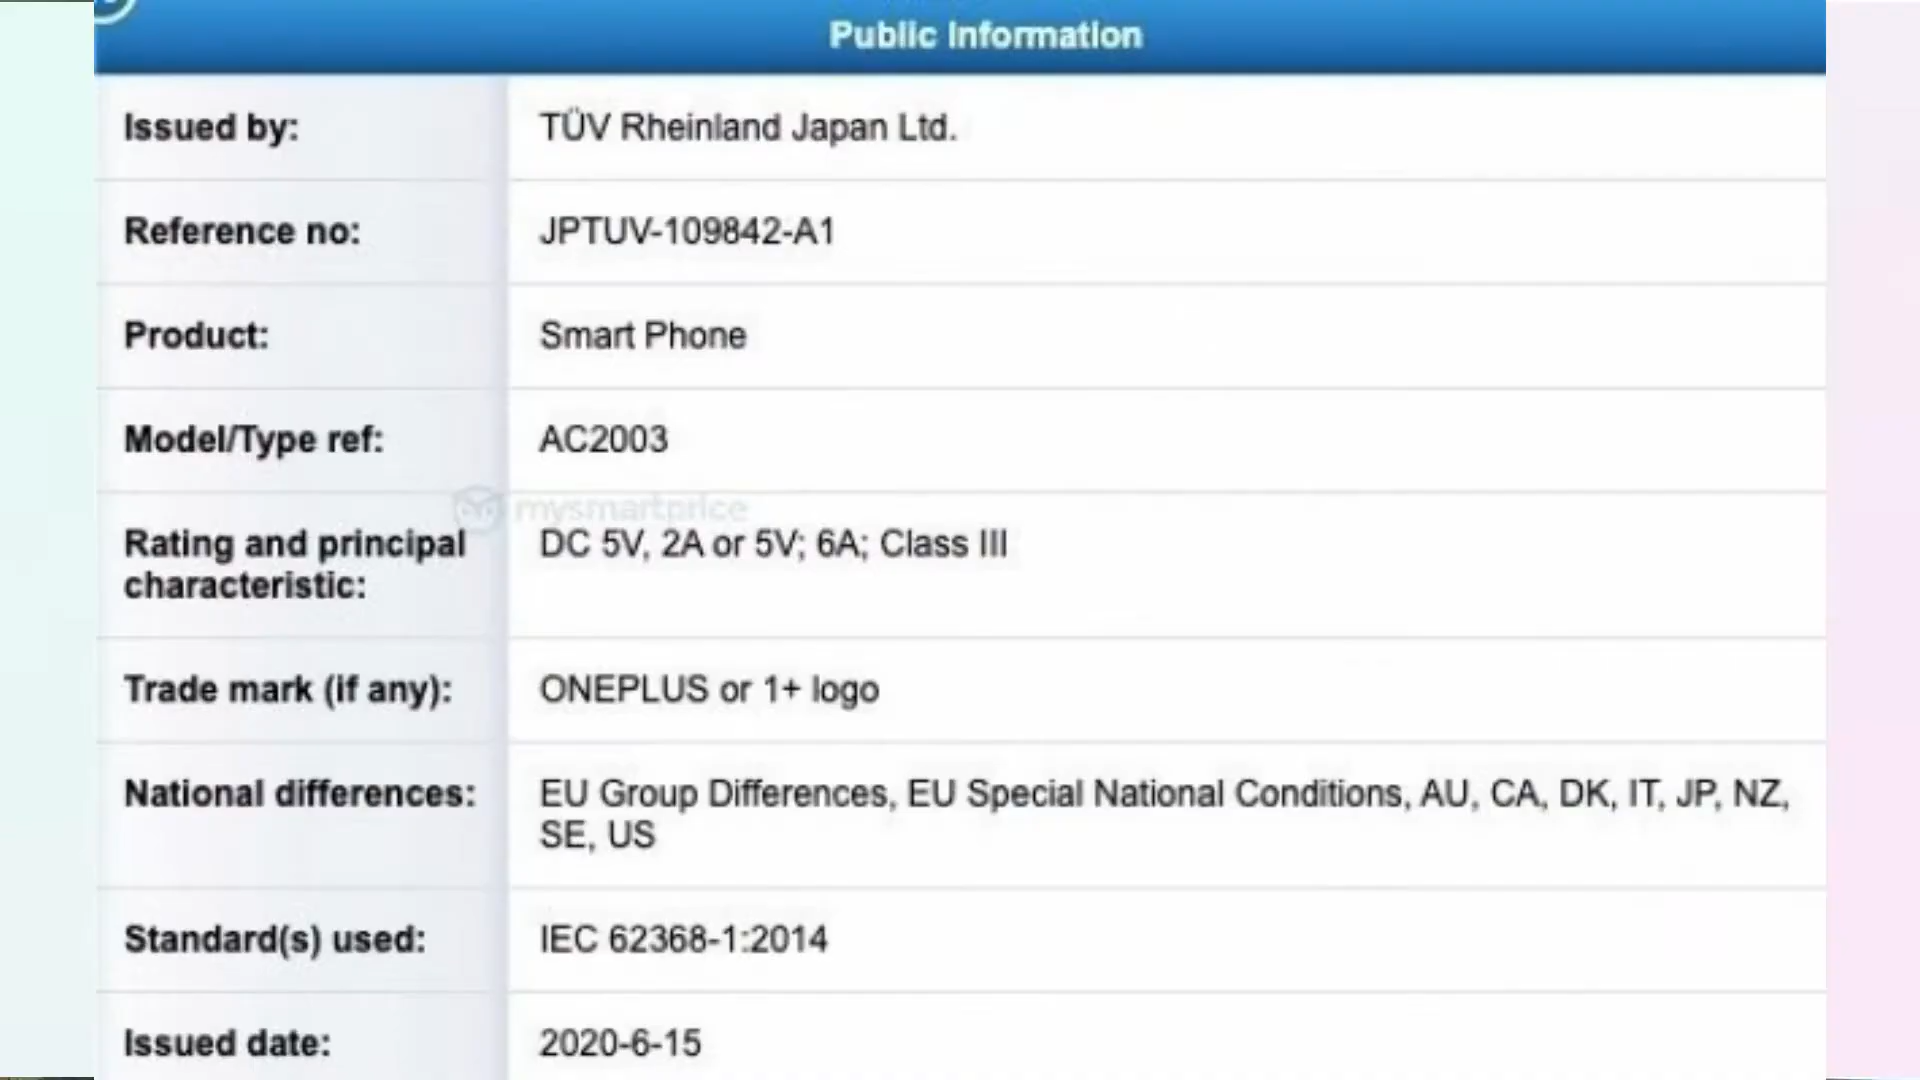 Public Information
Issued by: TÜV Rheinland Japan Ltd.
Reference no: JPTUV-109842-A1
Product: Smart Phone
Model/Type ref: AC2003
mysmartprice
Rating and principal DC 5V, 2A or 5V; 6A; Class III
characteristic:
Trade mark (if any): ONEPLUS or 1+ logo
National differences: EU Group Differences, EU Special National Conditions, AU, CA, DK, IT, JP, NZ,
SE, US
Standard(s) used: IEC 62368-1:2014
Issued date: 2020-6-15